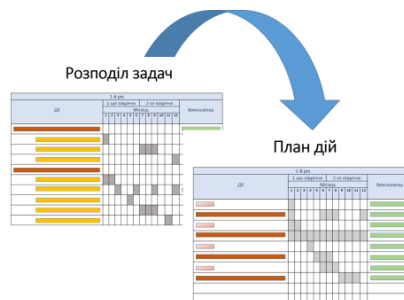 Розподіл задач
1-й рік
ДІЇ
1-ше півріччя 2-ге півріччя
Виконавець
Місяць
1 2 3 4 5 6 7 8 9 10 11 12
План дій
1-й рік
ДІЇ
1-ше півріччя 2-ге півріччя
Виконавець
Місяць
1 2 3 4 5 6 7 8 9 10 11 12